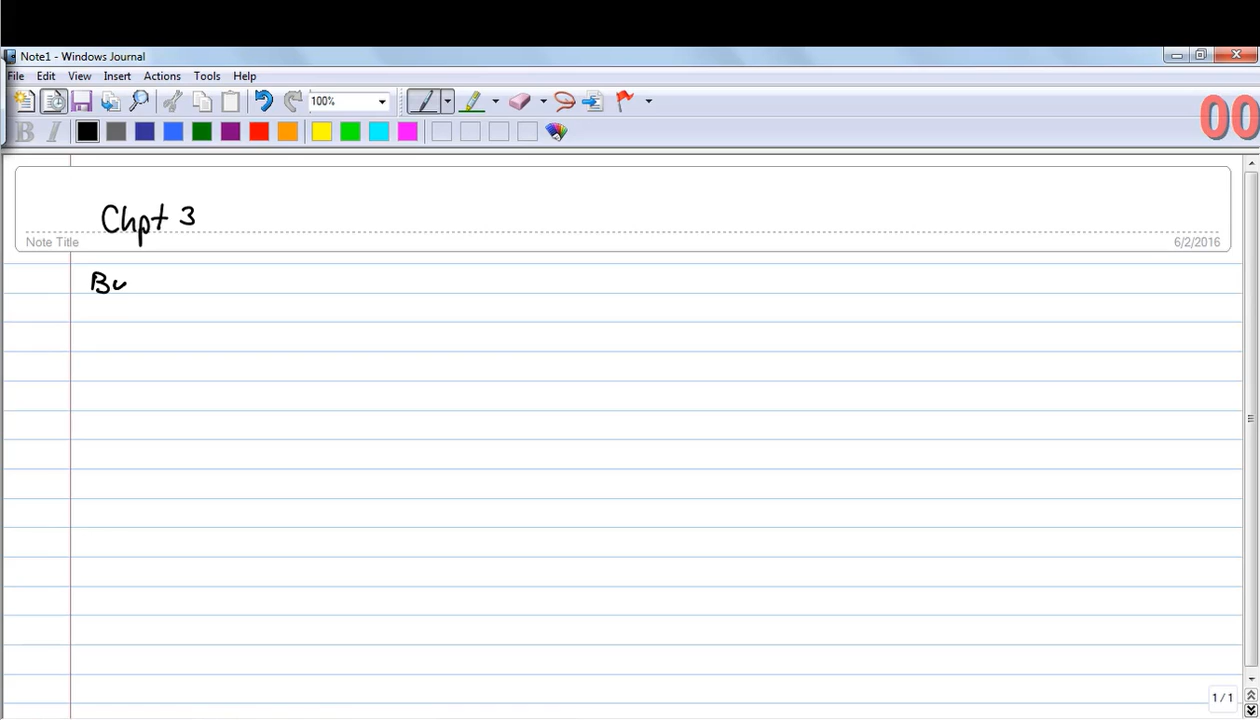 Note1 - Windows Journal
File Edit View Insert Actions Tools Help
100%
B I
00
Chpt 3
Note Title
6/2/2016
Bu
1 / 1